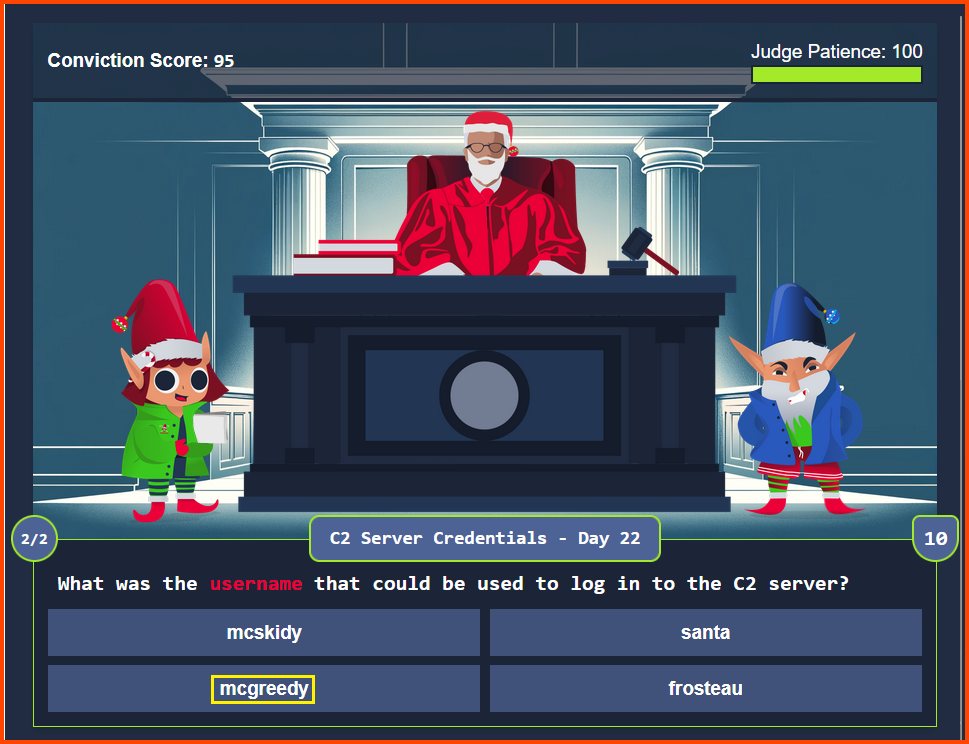 Conviction Score: 95
Judge Patience: 100
2/2
C2 Server Credentials - Day 22
10
What was the username that could be used to log in to the C2 server?
mcskidy
santa
mcgreedy
frosteau